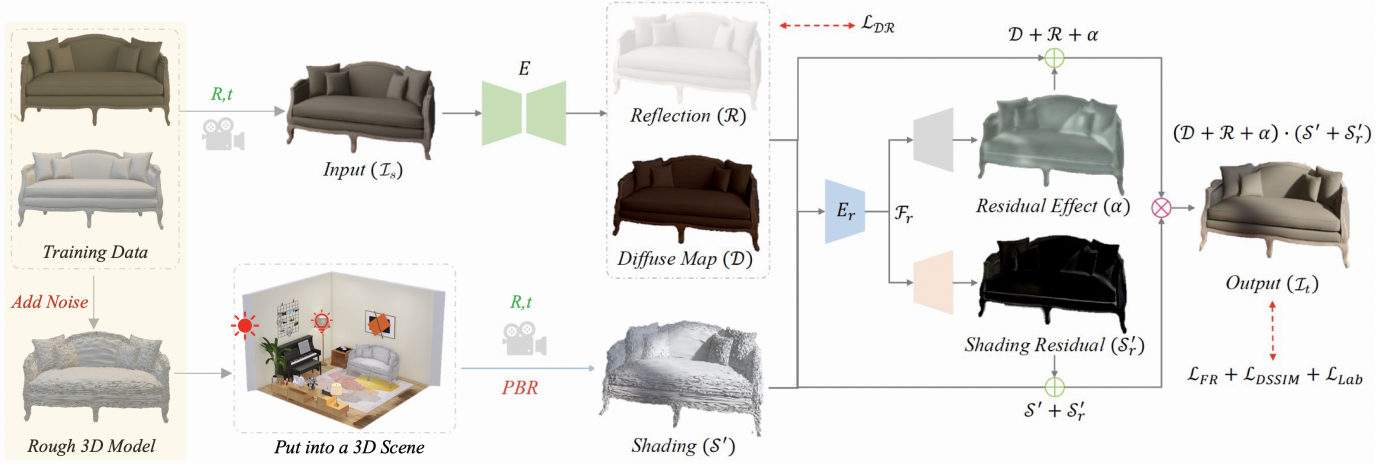 Training Data
Add Noise
Rough 3D Model
R,t
Input (ℐₛ)
E
Reflection (ℛ)
Diffuse Map (𝒟)
ℒ_DR
Put into a 3D Scene
R,t
PBR
Shading (𝒮′)
E_r
ℱ_r
𝒟 + ℛ + α
Residual Effect (α)
Shading Residual (𝒮′_r)
𝒮′ + 𝒮′_r
(𝒟 + ℛ + α) · (𝒮′ + 𝒮′_r)
Output (ℐ_t)
ℒ_FR + ℒ_DSSIM + ℒ_Lab